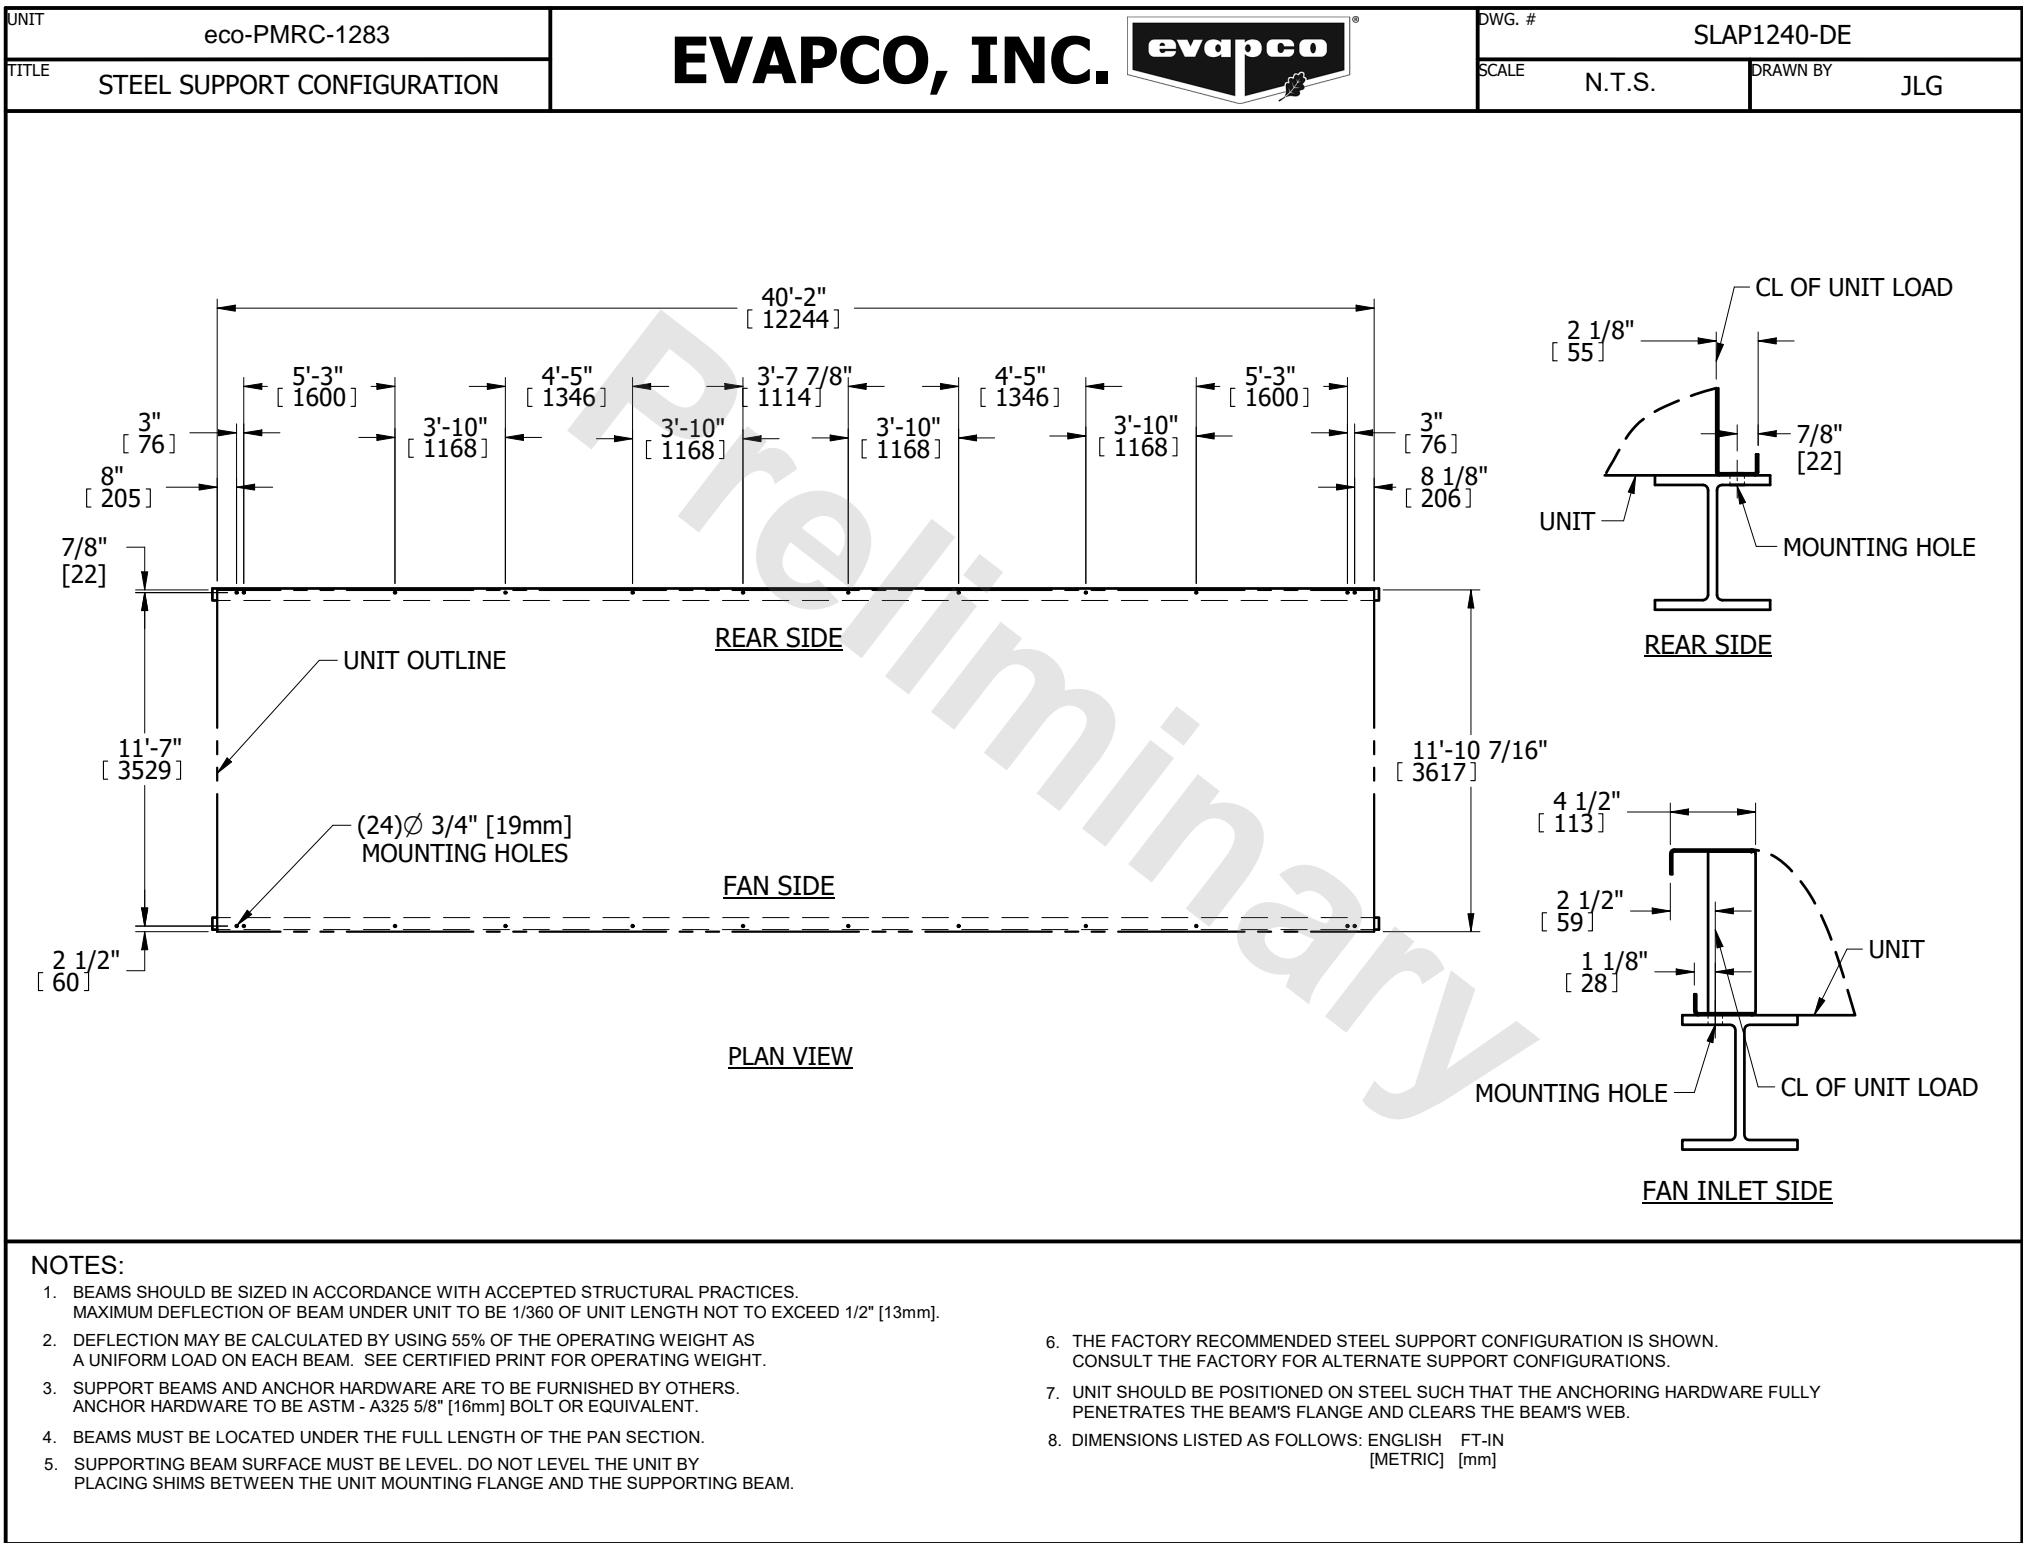 UNIT
eco-PMRC-1283
TITLE
STEEL SUPPORT CONFIGURATION
EVAPCO, INC.
evapco
®
DWG. #
SLAP1240-DE
SCALE
N.T.S.
DRAWN BY
JLG
40'-2"
[ 12244 ]
5'-3"
[ 1600 ]
4'-5"
[ 1346 ]
3'-7 7/8"
[ 1114 ]
4'-5"
[ 1346 ]
5'-3"
[ 1600 ]
3"
[ 76 ]
3'-10"
[ 1168 ]
3'-10"
[ 1168 ]
3'-10"
[ 1168 ]
3'-10"
[ 1168 ]
3"
[ 76 ]
8"
[ 205 ]
8 1/8"
[ 206 ]
7/8"
[22]
REAR SIDE
UNIT OUTLINE
11'-7"
[ 3529 ]
11'-10 7/16"
[ 3617 ]
(24)Ø 3/4" [19mm]
MOUNTING HOLES
FAN SIDE
2 1/2"
[ 60 ]
PLAN VIEW
Preliminary
CL OF UNIT LOAD
2 1/8"
[ 55 ]
7/8"
[22]
UNIT
MOUNTING HOLE
REAR SIDE
4 1/2"
[ 113 ]
2 1/2"
[ 59 ]
1 1/8"
[ 28 ]
UNIT
MOUNTING HOLE
CL OF UNIT LOAD
FAN INLET SIDE
NOTES:
1. BEAMS SHOULD BE SIZED IN ACCORDANCE WITH ACCEPTED STRUCTURAL PRACTICES.
MAXIMUM DEFLECTION OF BEAM UNDER UNIT TO BE 1/360 OF UNIT LENGTH NOT TO EXCEED 1/2" [13mm].
2. DEFLECTION MAY BE CALCULATED BY USING 55% OF THE OPERATING WEIGHT AS
A UNIFORM LOAD ON EACH BEAM. SEE CERTIFIED PRINT FOR OPERATING WEIGHT.
3. SUPPORT BEAMS AND ANCHOR HARDWARE ARE TO BE FURNISHED BY OTHERS.
ANCHOR HARDWARE TO BE ASTM - A325 5/8" [16mm] BOLT OR EQUIVALENT.
4. BEAMS MUST BE LOCATED UNDER THE FULL LENGTH OF THE PAN SECTION.
5. SUPPORTING BEAM SURFACE MUST BE LEVEL. DO NOT LEVEL THE UNIT BY
PLACING SHIMS BETWEEN THE UNIT MOUNTING FLANGE AND THE SUPPORTING BEAM.
6. THE FACTORY RECOMMENDED STEEL SUPPORT CONFIGURATION IS SHOWN.
CONSULT THE FACTORY FOR ALTERNATE SUPPORT CONFIGURATIONS.
7. UNIT SHOULD BE POSITIONED ON STEEL SUCH THAT THE ANCHORING HARDWARE FULLY
PENETRATES THE BEAM'S FLANGE AND CLEARS THE BEAM'S WEB.
8. DIMENSIONS LISTED AS FOLLOWS: ENGLISH FT-IN
[METRIC] [mm]